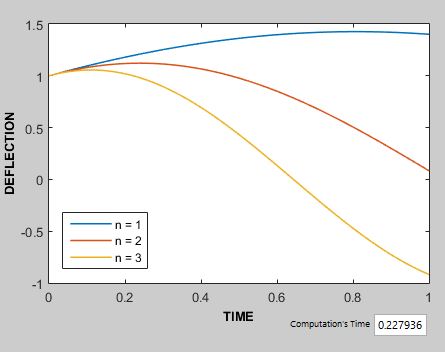 1.5
1
0.5
0
-0.5
-1
DEFLECTION
n = 1
n = 2
n = 3
0 0.2 0.4 0.6 0.8 1
TIME
Computation's Time 0.227936